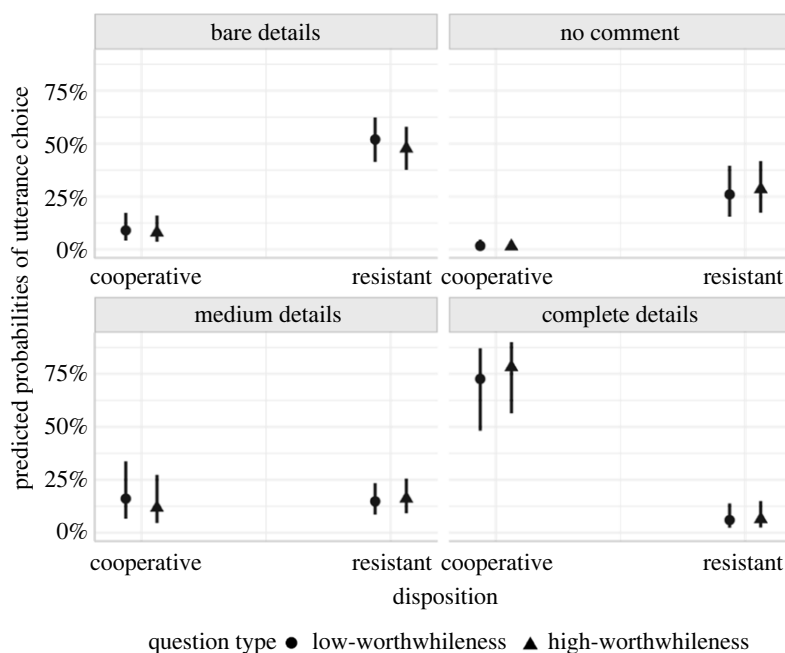 bare details
no comment
predicted probabilities of utterance choice
75%
50%
25%
0%
cooperative
resistant
cooperative
resistant
medium details
complete details
75%
50%
25%
0%
cooperative
resistant
cooperative
resistant
disposition
question type low-worthwhileness high-worthwhileness